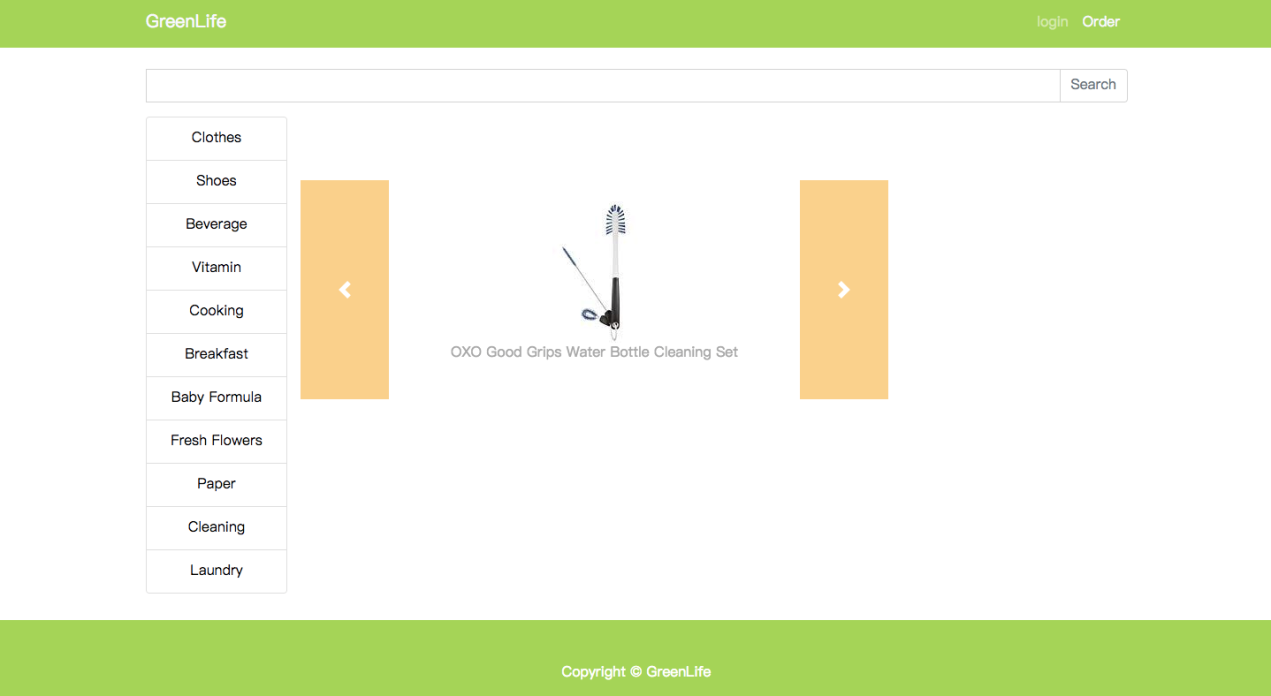 GreenLife
login Order
Search
Clothes
Shoes
Beverage
Vitamin
Cooking
Breakfast
Baby Formula
Fresh Flowers
Paper
Cleaning
Laundry
OXO Good Grips Water Bottle Cleaning Set
Copyright © GreenLife